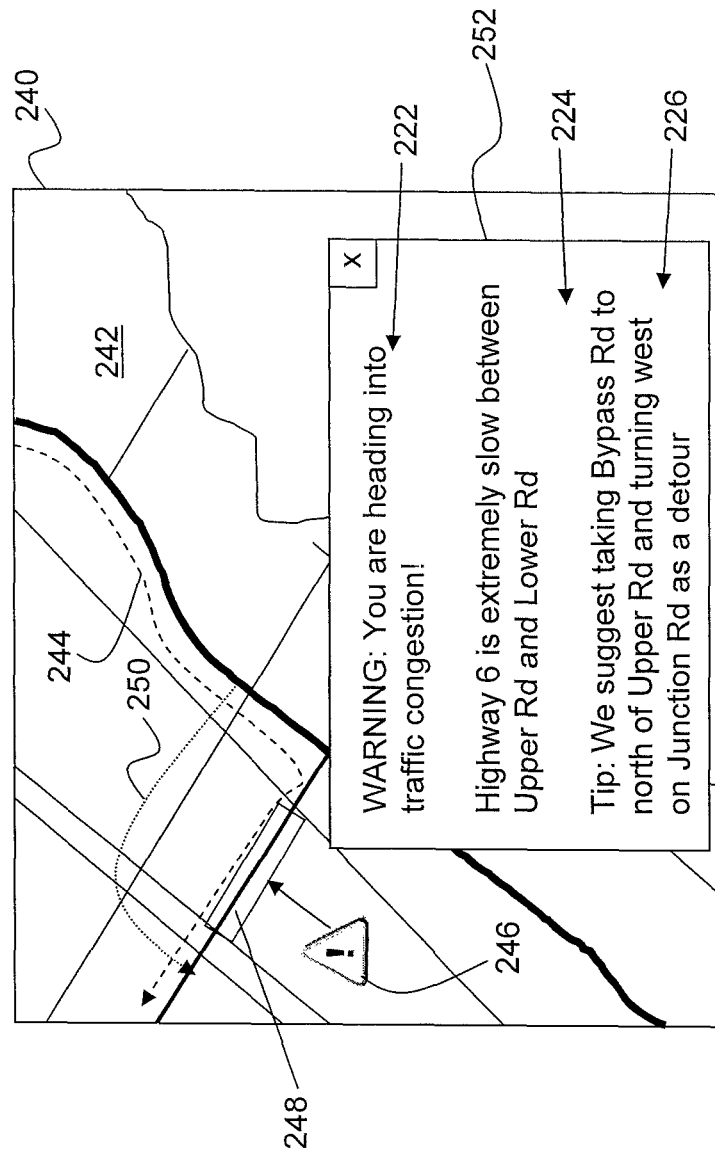 240
242
244
250
X
WARNING: You are heading into
traffic congestion!
222
Highway 6 is extremely slow between
Upper Rd and Lower Rd
252
224
Tip: We suggest taking Bypass Rd to
north of Upper Rd and turning west
on Junction Rd as a detour
226
!
246
248